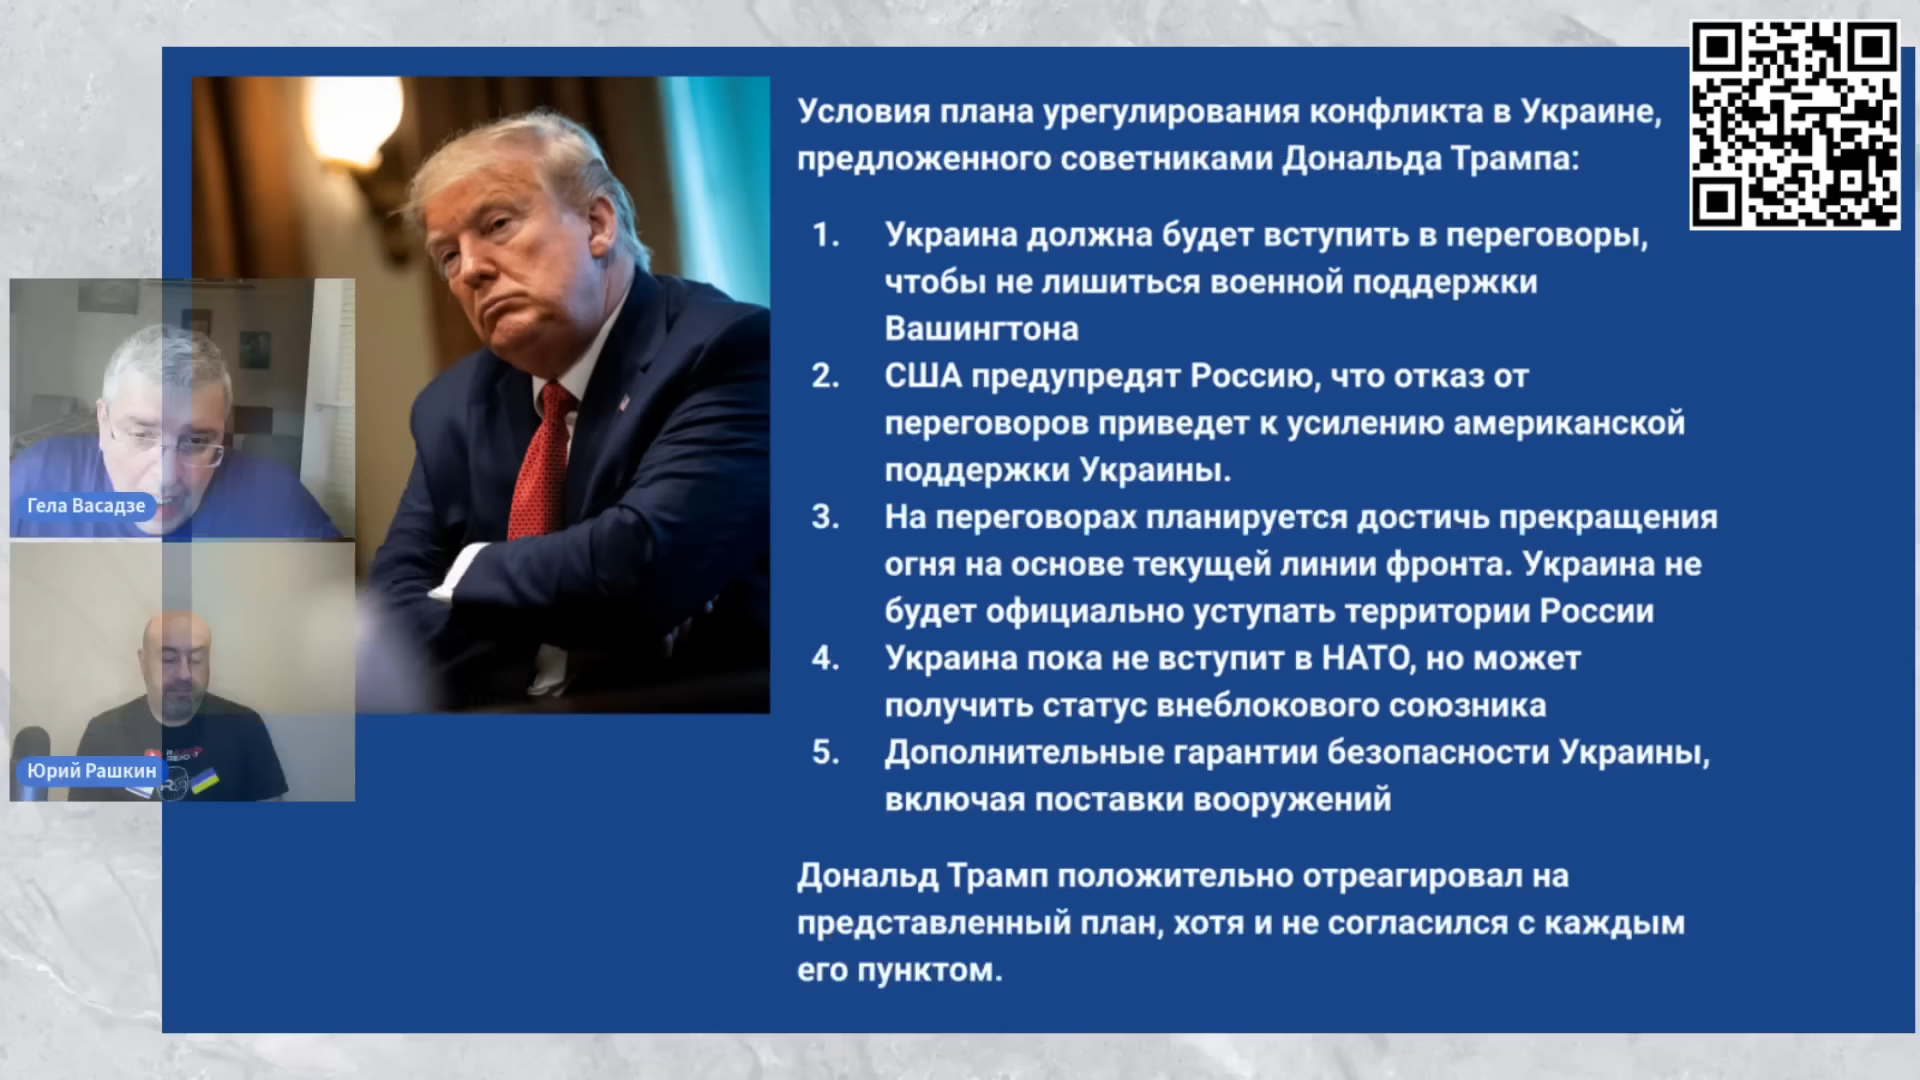 Условия плана урегулирования конфликта в Украине,
предложенного советниками Дональда Трампа:
1. Украина должна будет вступить в переговоры,
чтобы не лишиться военной поддержки
Вашингтона
2. США предупредят Россию, что отказ от
переговоров приведет к усилению американской
поддержки Украины.
3. На переговорах планируется достичь прекращения
огня на основе текущей линии фронта. Украина не
будет официально уступать территории России
4. Украина пока не вступит в НАТО, но может
получить статус внеблокового союзника
5. Дополнительные гарантии безопасности Украины,
включая поставки вооружений
Дональд Трамп положительно отреагировал на
представленный план, хотя и не согласился с каждым
его пунктом.
Гела Васадзе
Юрий Рашкин